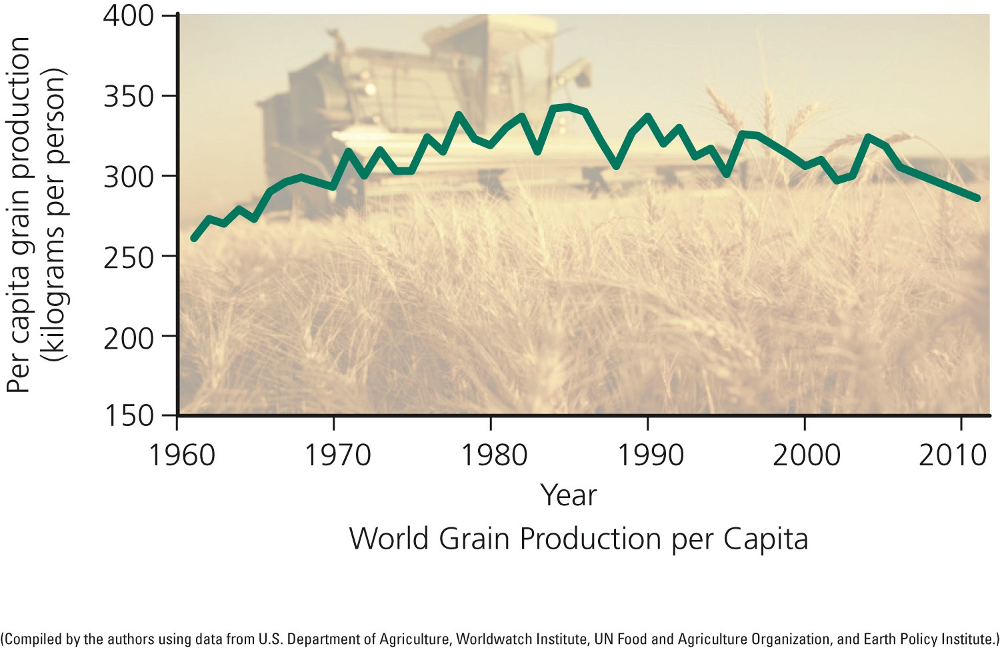 Per capita grain production
(kilograms per person)
400
350
300
250
200
150
1960 1970 1980 1990 2000 2010
Year
World Grain Production per Capita
(Compiled by the authors using data from U.S. Department of Agriculture, Worldwatch Institute, UN Food and Agriculture Organization, and Earth Policy Institute.)